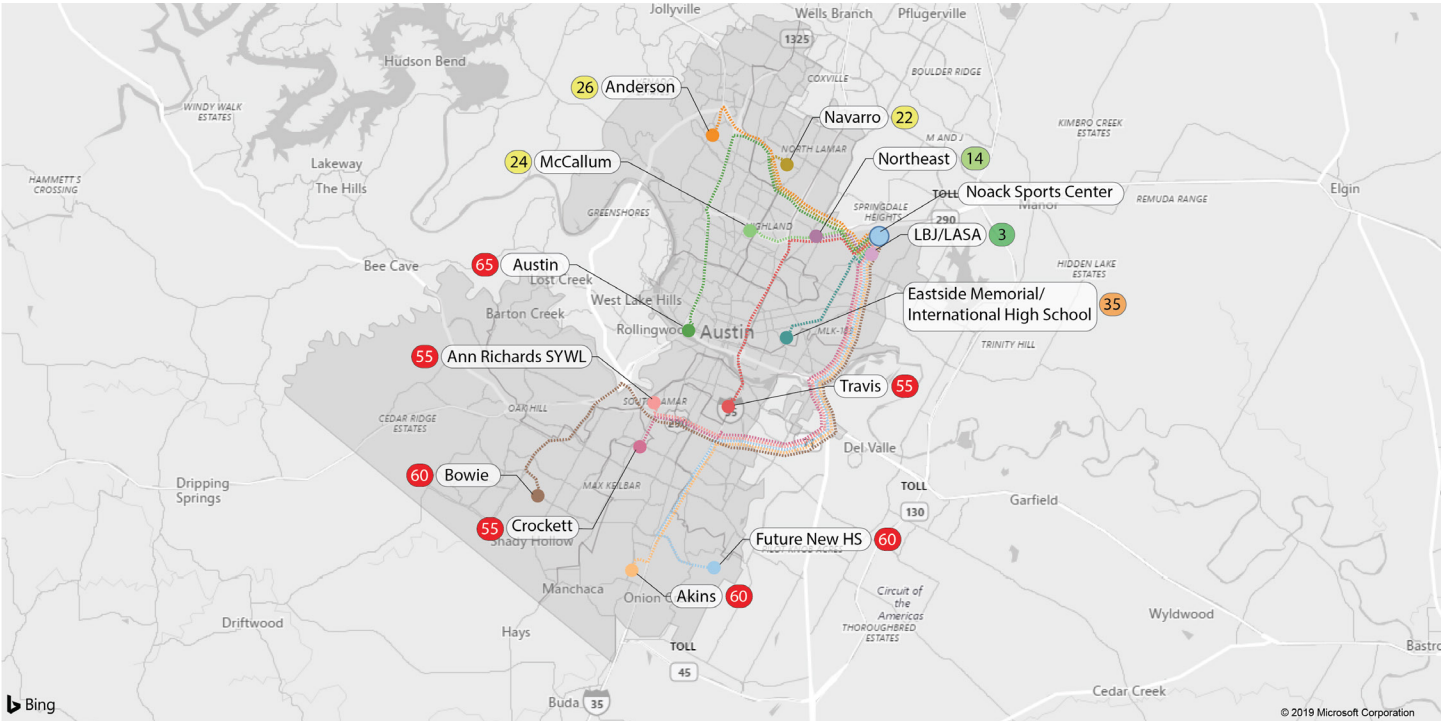 Jollyville
Wells Branch
Pflugerville
1325
Hudson Bend
COXVILLE
BOULDER RIDGE
26 Anderson
WINDY WALK
ESTATES
Navarro 22
KIMBRO CREEK
ESTATES
M AND J
NORTH LAMAR
24 McCallum
Northeast 14
Lakeway
The Hills
HAMMETT S
CROSSING
TOLL
Noack Sports Center
Elgin
Manor
REMUDA RANGE
SPRINGDALE
HEIGHTS
290
GREENSHORES
HIGHLAND
LBJ/LASA 3
65 Austin
Bee Cave
Lost Creek
HIDDEN LAKE
ESTATES
West Lake Hills
Eastside Memorial/
International High School 35
Barton Creek
Rollingwood
Austin
MLK-183
TRINITY HILL
55 Ann Richards SYWL
Travis 55
SOUTH LAMAR
OAK HILL
35
CEDAR RIDGE
ESTATES
290
Del Valle
60 Bowie
Dripping
Springs
MAX KEILBAR
TOLL
130
Garfield
55 Crockett
Shady Hollow
Future New HS 60
PILOT KNOB ACRES
Manchaca
Onion
Akins 60
Circuit of
the
Americas
THOROUGHBRED
ESTATES
Wyldwood
Driftwood
Hays
TOLL
45
Bastro
Cedar Creek
Buda
35
Bing
© 2019 Microsoft Corporation